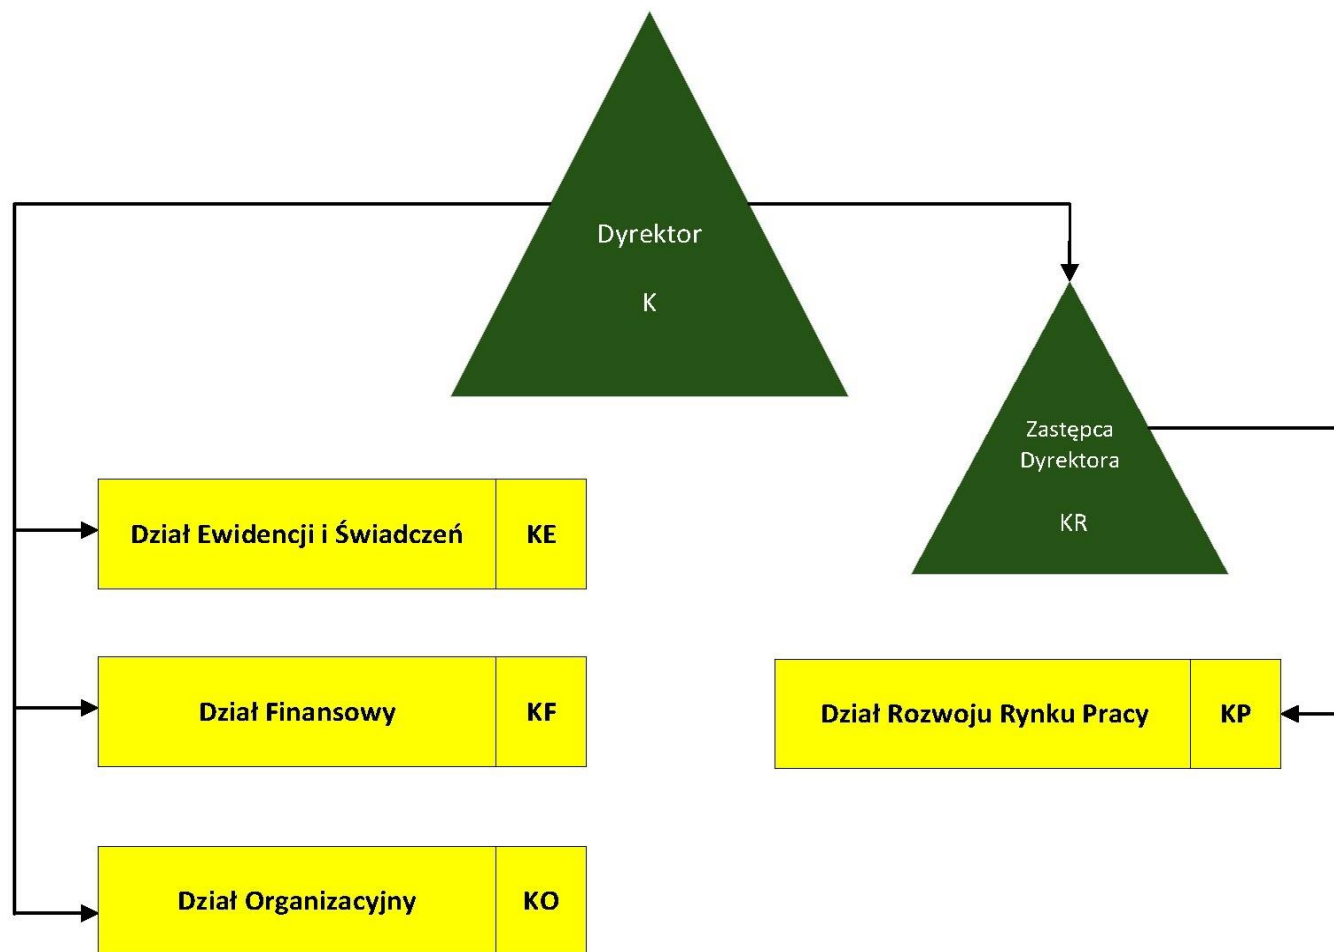 Dyrektor
K
Zastępca
Dyrektora
KR
Dział Ewidencji i Świadczeń KE
Dział Finansowy KF
Dział Rozwoju Rynku Pracy KP
Dział Organizacyjny KO